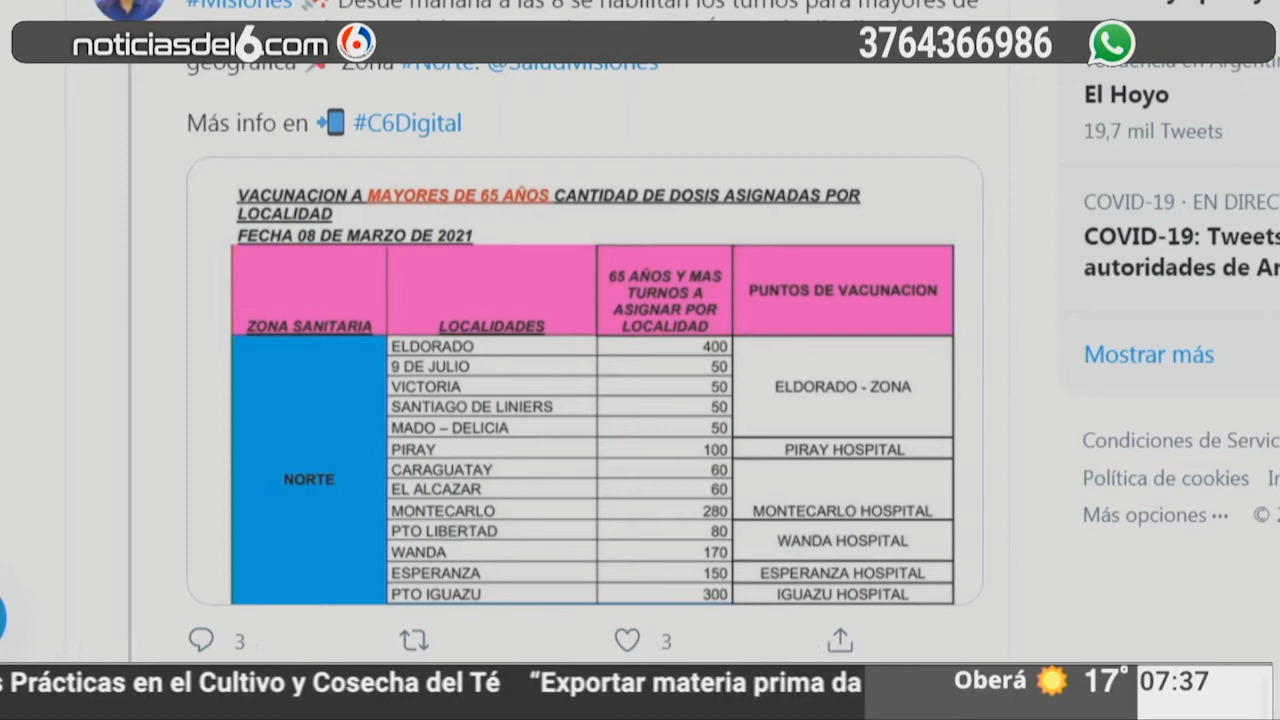 #Misiones Desde mañana a las 8 se habilitan los turnos para mayores de
noticiasdel6.com 6
3764366986
geográfica Zona #Norte. @SaludMisiones
Más info en #C6Digital
VACUNACION A MAYORES DE 65 AÑOS CANTIDAD DE DOSIS ASIGNADAS POR
LOCALIDAD
FECHA 08 DE MARZO DE 2021
ZONA SANITARIA
LOCALIDADES
65 AÑOS Y MAS
TURNOS A
ASIGNAR POR
LOCALIDAD
PUNTOS DE VACUNACION
NORTE
ELDORADO 400
9 DE JULIO 50
VICTORIA 50
ELDORADO - ZONA
SANTIAGO DE LINIERS 50
MADO – DELICIA 50
PIRAY 100 PIRAY HOSPITAL
CARAGUATAY 60
EL ALCAZAR 60
MONTECARLO 280 MONTECARLO HOSPITAL
PTO LIBERTAD 80
WANDA HOSPITAL
WANDA 170
ESPERANZA 150 ESPERANZA HOSPITAL
PTO IGUAZU 300 IGUAZU HOSPITAL
3
3
Tendencia en Argentin
El Hoyo
19,7 mil Tweets
COVID-19 · EN DIREC
COVID-19: Tweets
autoridades de Ar
Mostrar más
Condiciones de Servic
Política de cookies
Más opciones ··· ©
s Prácticas en el Cultivo y Cosecha del Té “Exportar materia prima da
Oberá 17° 07:37